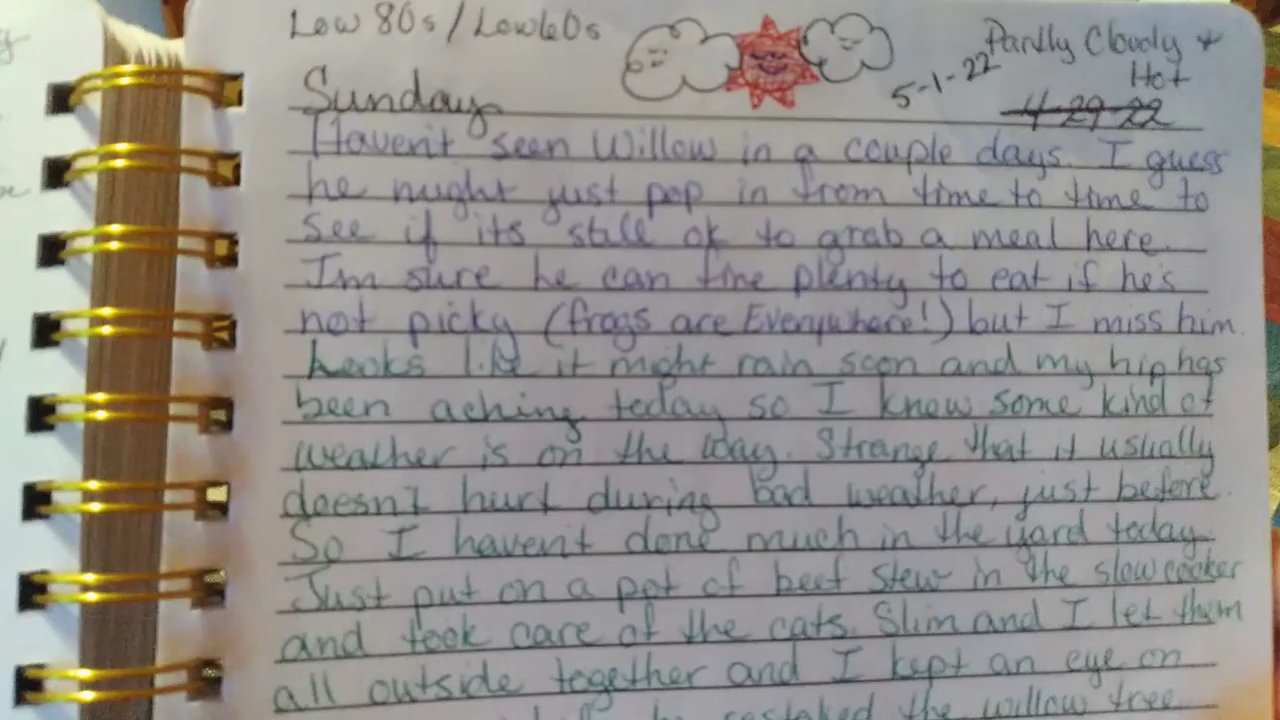 Low 80s / Low 60s
Partly Cloudy +
Hot
5-1-22
4-29-22
Sunday
Haven't seen Willow in a couple days. I guess
he might just pop in from time to time to
see if its still ok to grab a meal here.
I'm sure he can fine plenty to eat if he's
not picky (frogs are Everywhere!) but I miss him.
Looks like it might rain soon and my hip has
been aching today so I know some kind of
weather is on the way. Strange that it usually
doesn't hurt during bad weather, just before.
So I haven't done much in the yard today.
Just put on a pot of beef stew in the slow cooker
and took care of the cats. Slim and I let them
all outside together and I kept an eye on
restaked the willow tree